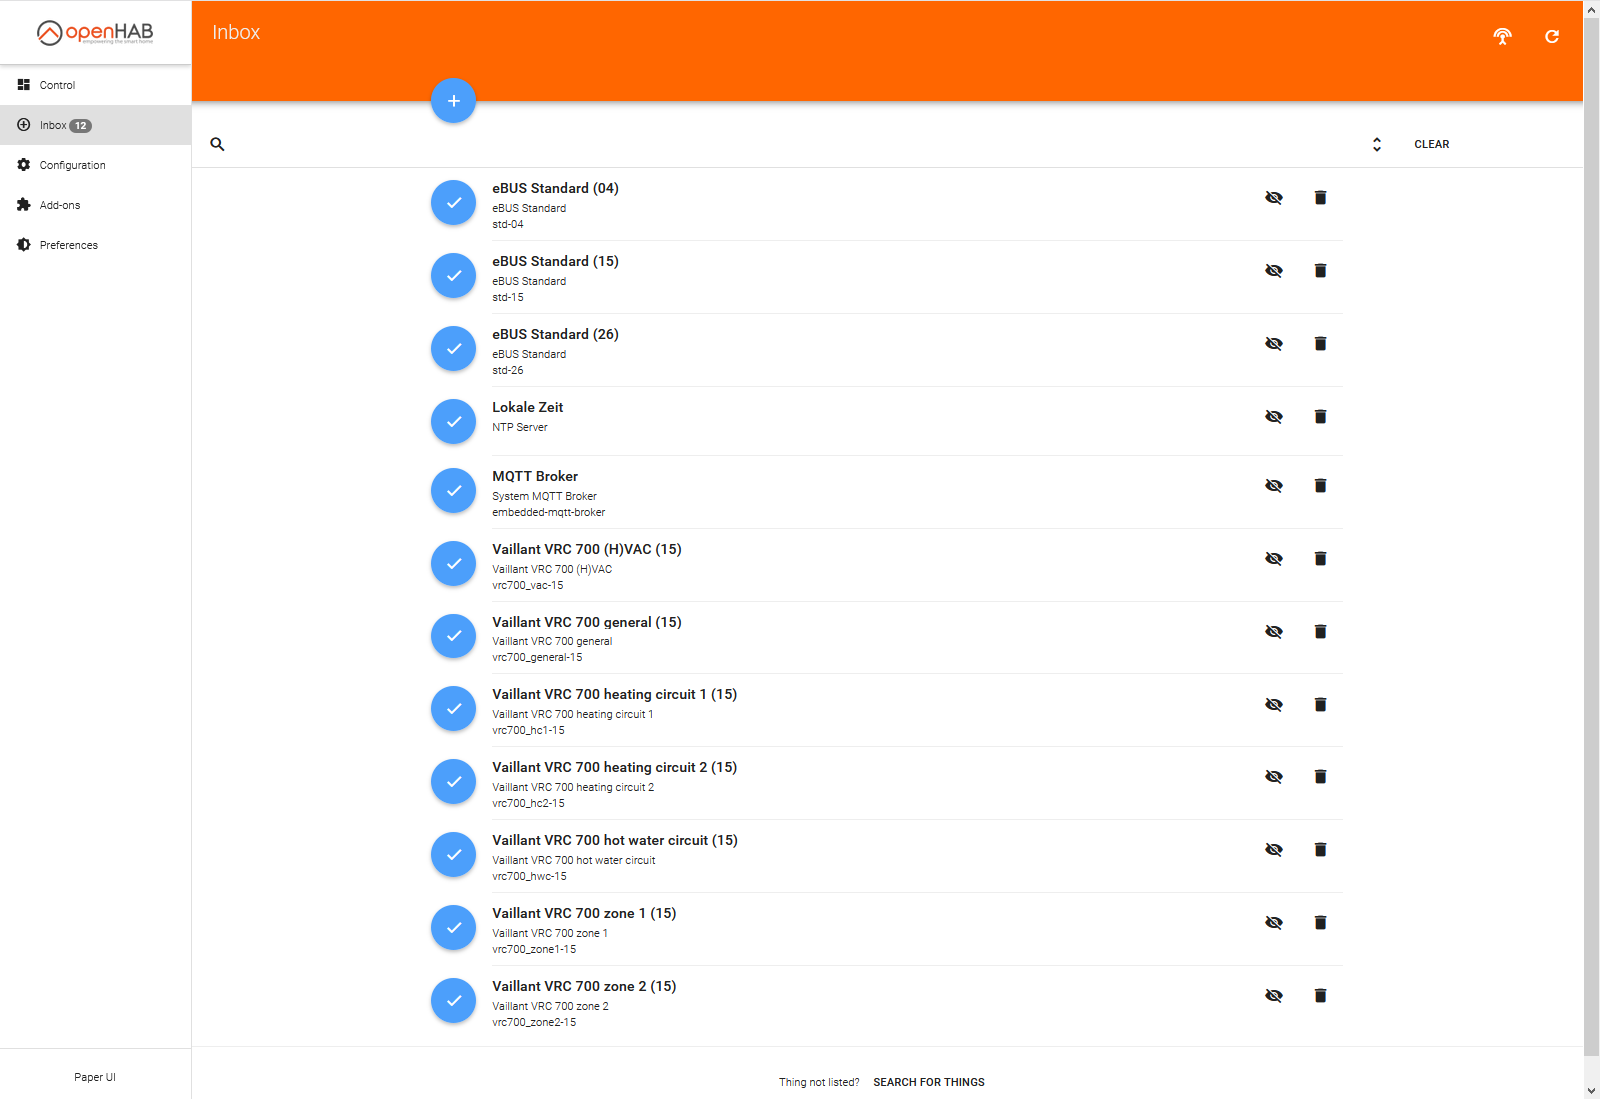 openHAB
empowering the smart home
Inbox
Control
Inbox 12
Configuration
Add-ons
Preferences
CLEAR
eBUS Standard (04)
eBUS Standard
std-04
eBUS Standard (15)
eBUS Standard
std-15
eBUS Standard (26)
eBUS Standard
std-26
Lokale Zeit
NTP Server
MQTT Broker
System MQTT Broker
embedded-mqtt-broker
Vaillant VRC 700 (H)VAC (15)
Vaillant VRC 700 (H)VAC
vrc700_vac-15
Vaillant VRC 700 general (15)
Vaillant VRC 700 general
vrc700_general-15
Vaillant VRC 700 heating circuit 1 (15)
Vaillant VRC 700 heating circuit 1
vrc700_hc1-15
Vaillant VRC 700 heating circuit 2 (15)
Vaillant VRC 700 heating circuit 2
vrc700_hc2-15
Vaillant VRC 700 hot water circuit (15)
Vaillant VRC 700 hot water circuit
vrc700_hwc-15
Vaillant VRC 700 zone 1 (15)
Vaillant VRC 700 zone 1
vrc700_zone1-15
Vaillant VRC 700 zone 2 (15)
Vaillant VRC 700 zone 2
vrc700_zone2-15
Paper UI
Thing not listed? SEARCH FOR THINGS